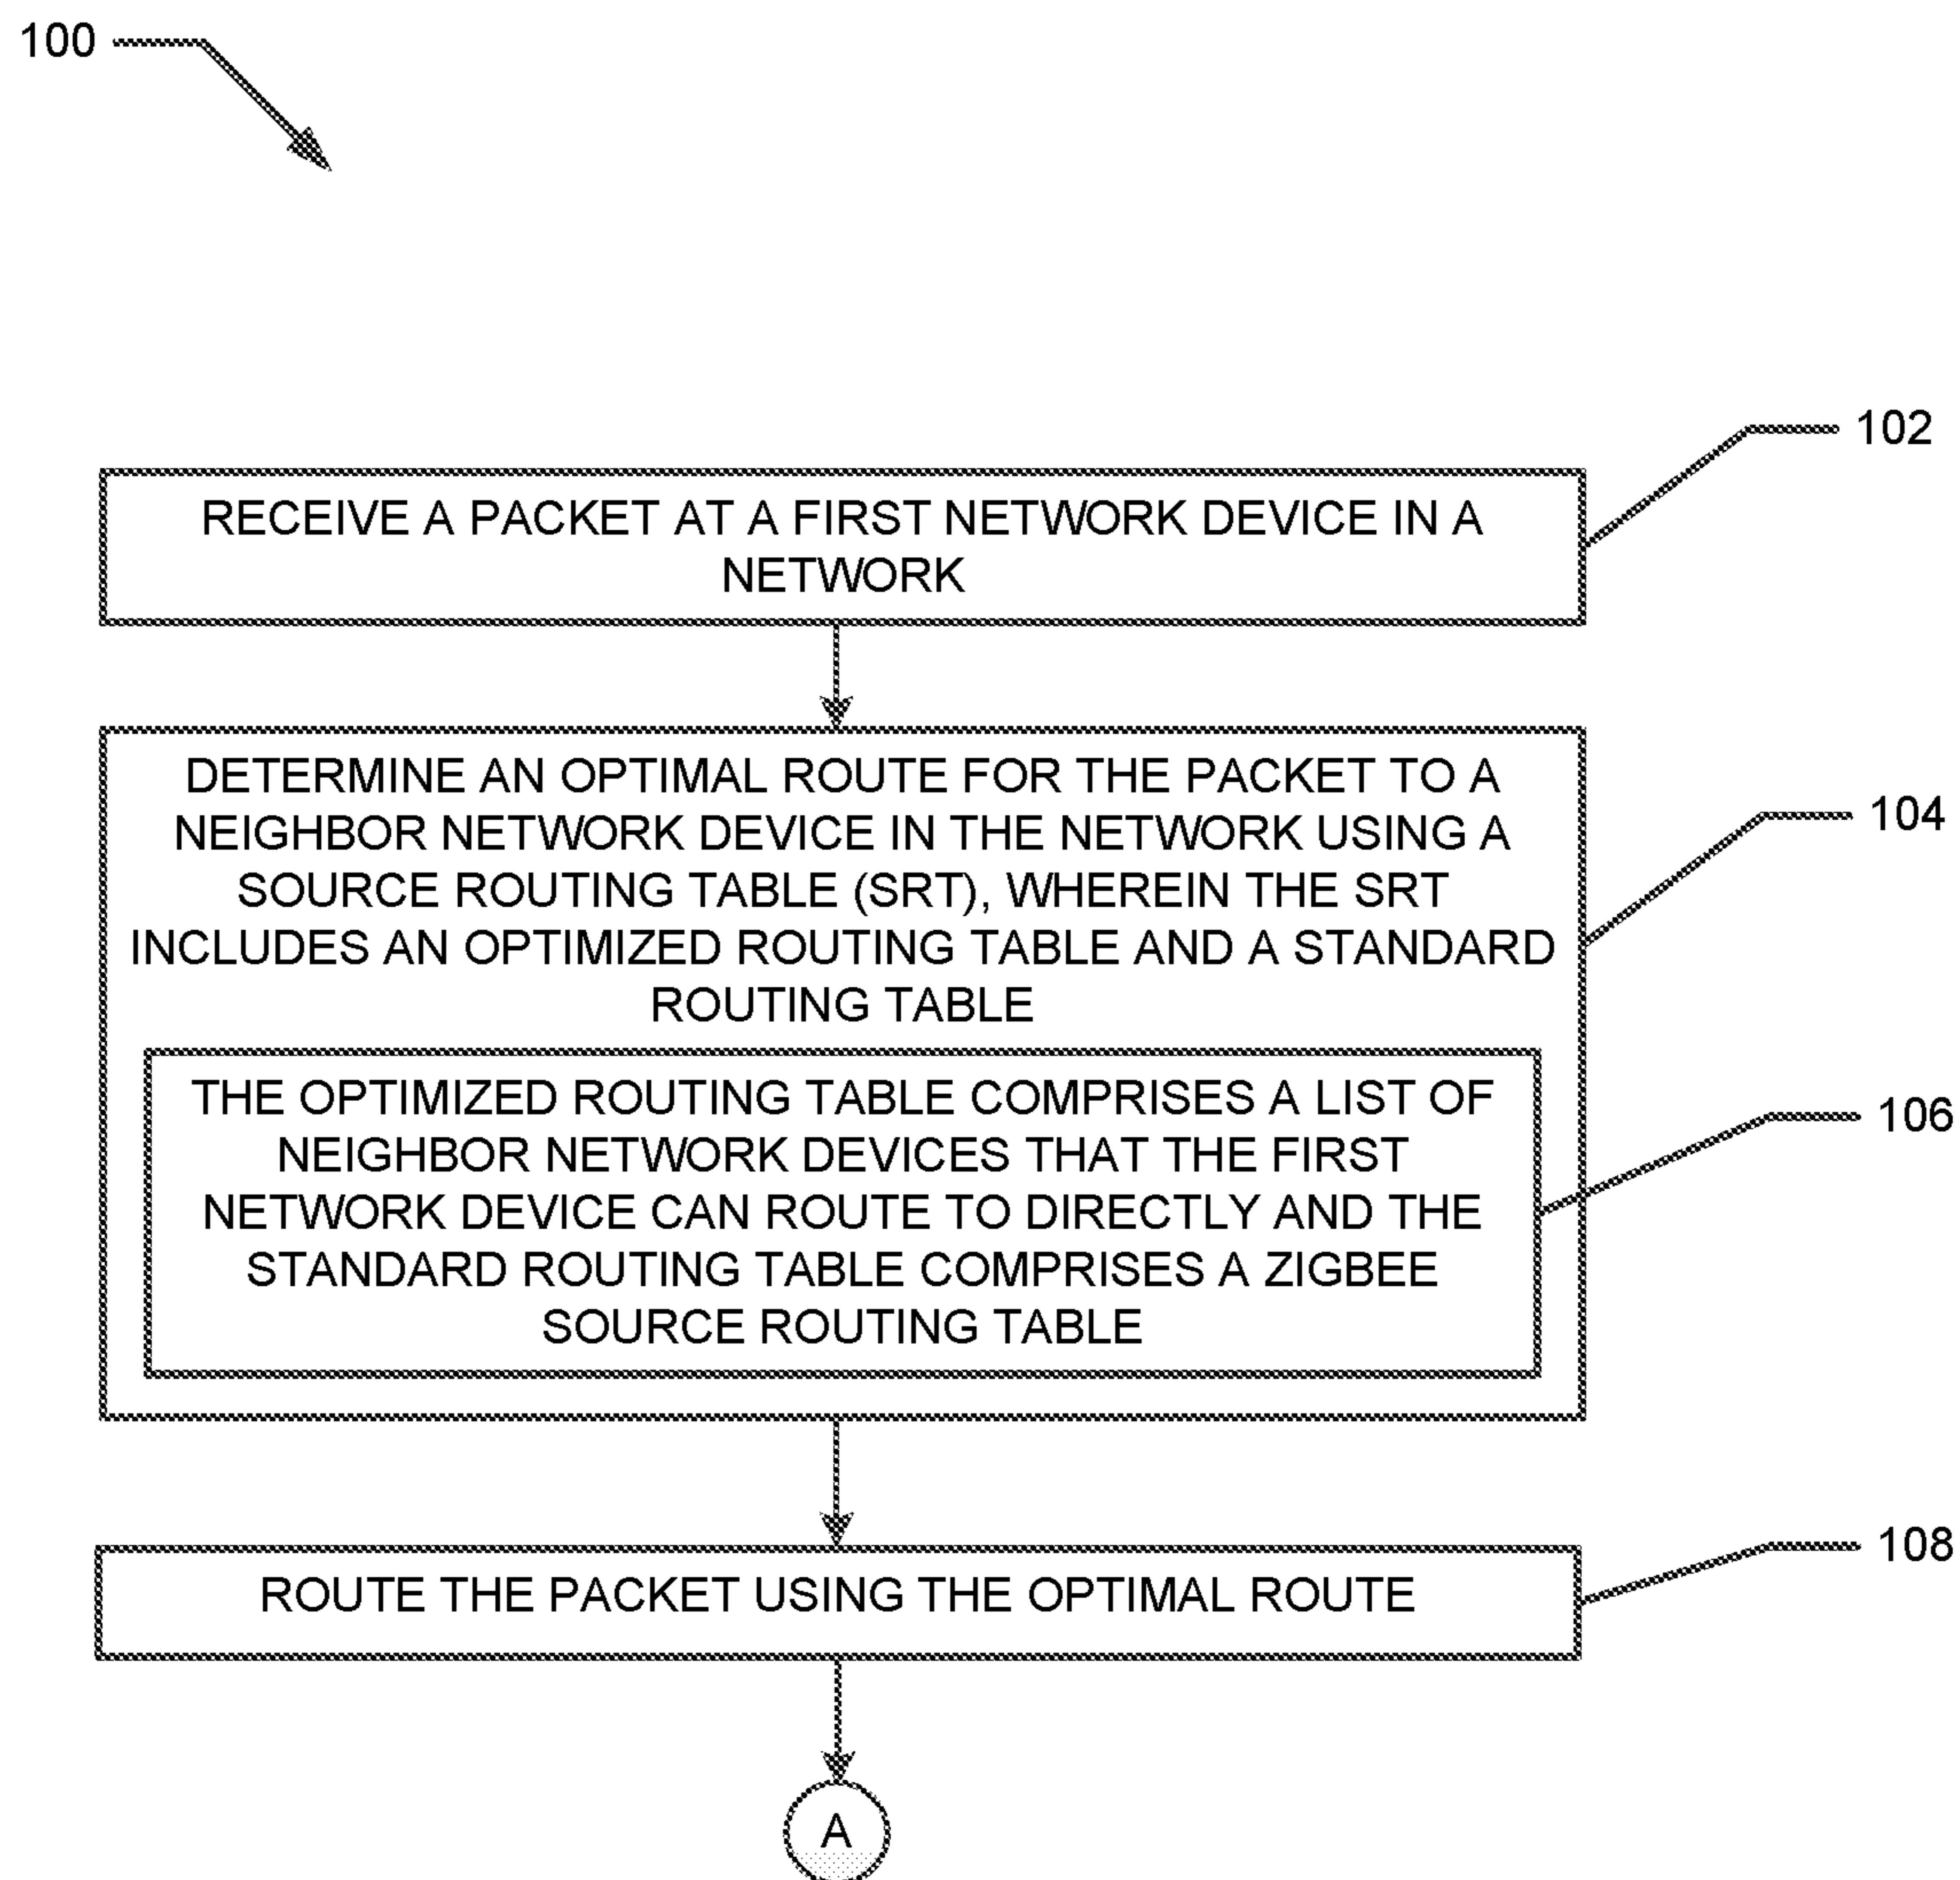 100
102
RECEIVE A PACKET AT A FIRST NETWORK DEVICE IN A
NETWORK
104
DETERMINE AN OPTIMAL ROUTE FOR THE PACKET TO A
NEIGHBOR NETWORK DEVICE IN THE NETWORK USING A
SOURCE ROUTING TABLE (SRT), WHEREIN THE SRT
INCLUDES AN OPTIMIZED ROUTING TABLE AND A STANDARD
ROUTING TABLE
106
THE OPTIMIZED ROUTING TABLE COMPRISES A LIST OF
NEIGHBOR NETWORK DEVICES THAT THE FIRST
NETWORK DEVICE CAN ROUTE TO DIRECTLY AND THE
STANDARD ROUTING TABLE COMPRISES A ZIGBEE
SOURCE ROUTING TABLE
108
ROUTE THE PACKET USING THE OPTIMAL ROUTE
A